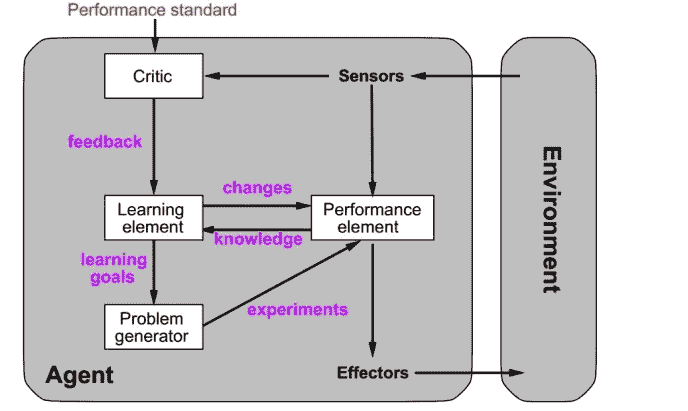 Performance standard
Critic
Sensors
feedback
changes
Learning
element
Performance
element
knowledge
learning
goals
experiments
Problem
generator
Agent
Effectors
Environment